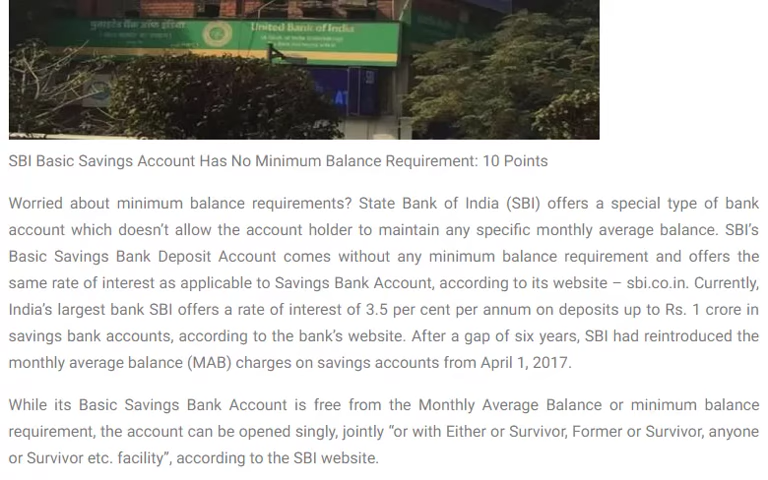 United Bank of India
SBI
AT
SBI Basic Savings Account Has No Minimum Balance Requirement: 10 Points
Worried about minimum balance requirements? State Bank of India (SBI) offers a special type of bank
account which doesn’t allow the account holder to maintain any specific monthly average balance. SBI’s
Basic Savings Bank Deposit Account comes without any minimum balance requirement and offers the
same rate of interest as applicable to Savings Bank Account, according to its website – sbi.co.in. Currently,
India’s largest bank SBI offers a rate of interest of 3.5 per cent per annum on deposits up to Rs. 1 crore in
savings bank accounts, according to the bank’s website. After a gap of six years, SBI had reintroduced the
monthly average balance (MAB) charges on savings accounts from April 1, 2017.
While its Basic Savings Bank Account is free from the Monthly Average Balance or minimum balance
requirement, the account can be opened singly, jointly “or with Either or Survivor, Former or Survivor, anyone
or Survivor etc. facility”, according to the SBI website.